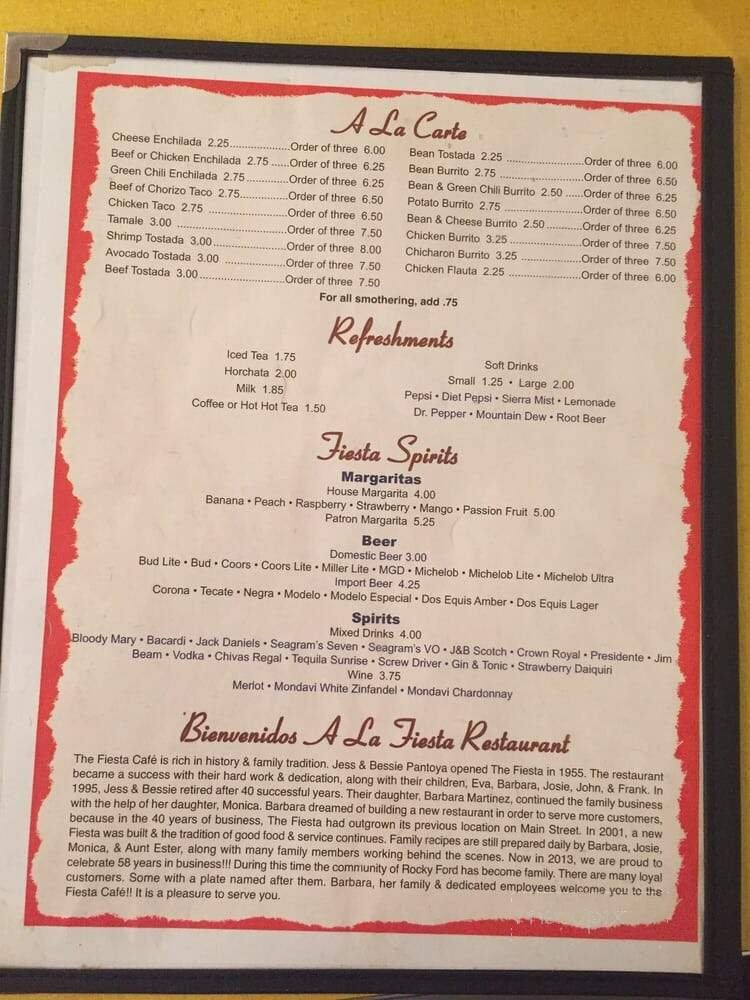 A La Carte
Cheese Enchilada 2.25....................Order of three 6.00
Beef or Chicken Enchilada 2.75 ......Order of three 6.25
Green Chili Enchilada 2.75..............Order of three 6.25
Beef of Chorizo Taco 2.75................Order of three 6.50
Chicken Taco 2.75 ..........................Order of three 6.50
Tamale 3.00 ....................................Order of three 7.50
Shrimp Tostada 3.00........................Order of three 8.00
Avocado Tostada 3.00 ....................Order of three 7.50
Beef Tostada 3.00............................Order of three 7.50
Bean Tostada 2.25 ..........................Order of three 6.00
Bean Burrito 2.75 ............................Order of three 6.50
Bean & Green Chili Burrito 2.50 ......Order of three 6.25
Potato Burrito 2.75 ..........................Order of three 6.50
Bean & Cheese Burrito 2.50............Order of three 6.25
Chicken Burrito 3.25 ........................Order of three 7.50
Chicharon Burrito 3.25 ....................Order of three 7.50
Chicken Flauta 2.25 ........................Order of three 6.00
For all smothering, add .75
Refreshments
Iced Tea 1.75
Horchata 2.00
Milk 1.85
Coffee or Hot Hot Tea 1.50
Soft Drinks
Small 1.25 • Large 2.00
Pepsi • Diet Pepsi • Sierra Mist • Lemonade
Dr. Pepper • Mountain Dew • Root Beer
Fiesta Spirits
Margaritas
House Margarita 4.00
Banana • Peach • Raspberry • Strawberry • Mango • Passion Fruit 5.00
Patron Margarita 5.25
Beer
Domestic Beer 3.00
Bud Lite • Bud • Coors • Coors Lite • Miller Lite • MGD • Michelob • Michelob Lite • Michelob Ultra
Import Beer 4.25
Corona • Tecate • Negra • Modelo • Modelo Especial • Dos Equis Amber • Dos Equis Lager
Spirits
Mixed Drinks 4.00
Bloody Mary • Bacardi • Jack Daniels • Seagram's Seven • Seagram's VO • J&B Scotch • Crown Royal • Presidente • Jim
Beam • Vodka • Chivas Regal • Tequila Sunrise • Screw Driver • Gin & Tonic • Strawberry Daiquiri
Wine 3.75
Merlot • Mondavi White Zinfandel • Mondavi Chardonnay
Bienvenidos A La Fiesta Restaurant
The Fiesta Café is rich in history & family tradition. Jess & Bessie Pantoya opened The Fiesta in 1955. The restaurant
became a success with their hard work & dedication, along with their children, Eva, Barbara, Josie, John, & Frank. In
1995, Jess & Bessie retired after 40 successful years. Their daughter, Barbara Martinez, continued the family business
with the help of her daughter, Monica. Barbara dreamed of building a new restaurant in order to serve more customers,
because in the 40 years of business, The Fiesta had outgrown its previous location on Main Street. In 2001, a new
Fiesta was built & the tradition of good food & service continues. Family recipes are still prepared daily by Barbara, Josie,
Monica, & Aunt Ester, along with many family members working behind the scenes. Now in 2013, we are proud to
celebrate 58 years in business!!! During this time the community of Rocky Ford has become family. There are many loyal
customers. Some with a plate named after them. Barbara, her family & dedicated employees welcome you to the
Fiesta Café!! It is a pleasure to serve you.